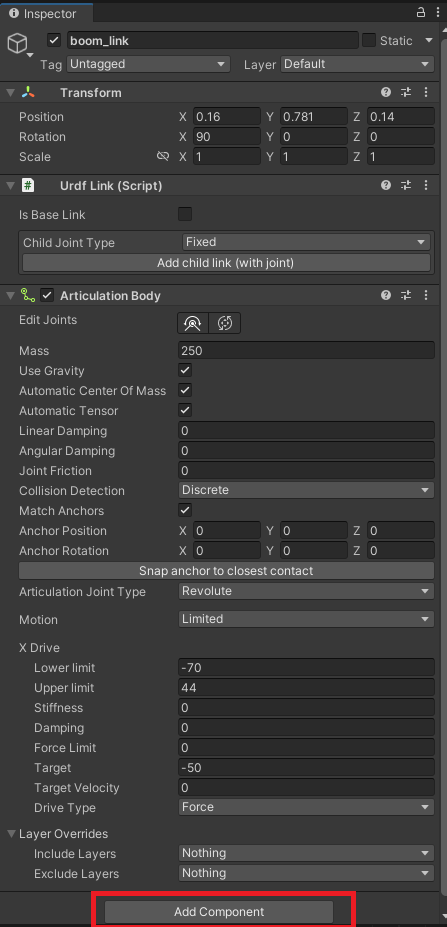 Inspector
boom_link Static
Tag Untagged Layer Default
Transform
Position X 0.16 Y 0.781 Z 0.14
Rotation X 90 Y 0 Z 0
Scale X 1 Y 1 Z 1
# Urdf Link (Script)
Is Base Link
Child Joint Type Fixed
Add child link (with joint)
Articulation Body
Edit Joints
Mass 250
Use Gravity
Automatic Center Of Mass
Automatic Tensor
Linear Damping 0
Angular Damping 0
Joint Friction 0
Collision Detection Discrete
Match Anchors
Anchor Position X 0 Y 0 Z 0
Anchor Rotation X 0 Y 0 Z 0
Snap anchor to closest contact
Articulation Joint Type Revolute
Motion Limited
X Drive
Lower limit -70
Upper limit 44
Stiffness 0
Damping 0
Force Limit 0
Target -50
Target Velocity 0
Drive Type Force
Layer Overrides
Include Layers Nothing
Exclude Layers Nothing
Add Component